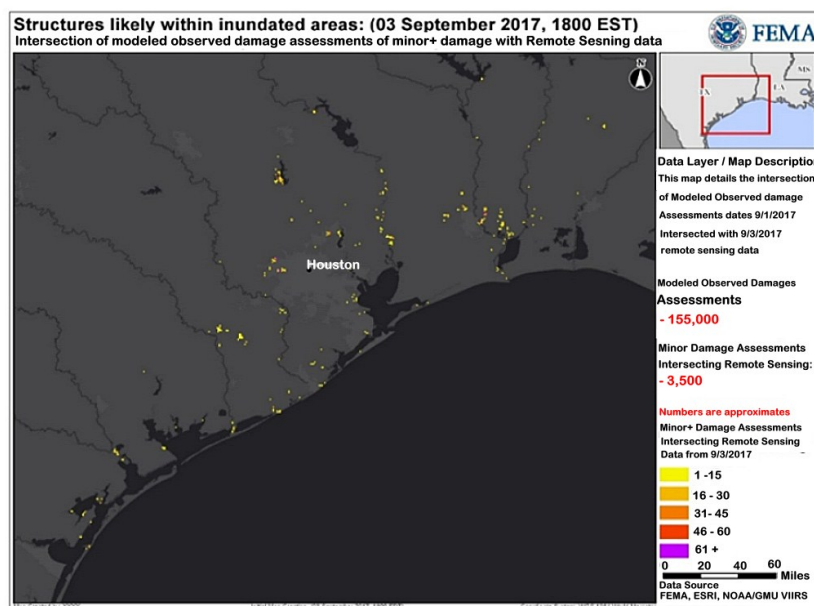 Structures likely within inundated areas: (03 September 2017, 1800 EST)
Intersection of modeled observed damage assessments of minor+ damage with Remote Sesning data
FEMA
N
TX
LA
MS
Houston
Data Layer / Map Description
This map details the intersection
of Modeled Observed damage
Assessments dates 9/1/2017
Intersected with 9/3/2017
remote sensing data
Modeled Observed Damages
Assessments
- 155,000
Minor Damage Assessments
Intersecting Remote Sensing:
- 3,500
Numbers are approximates
Minor+ Damage Assessments
Intersecting Remote Sensing
Data from 9/3/2017
1 -15
16 - 30
31- 45
46 - 60
61 +
0 20 40 60
Miles
Data Source
FEMA, ESRI, NOAA/GMU VIIRS